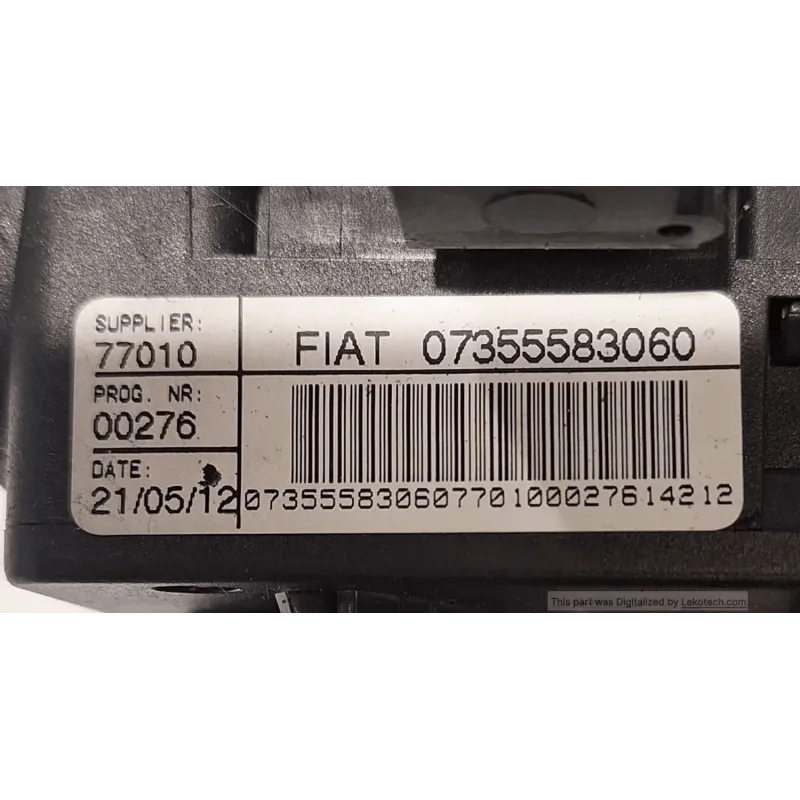 SUPPLIER:
77010
FIAT 07355583060
PROG. NR:
00276
DATE:
21/05/12
07355583060770100027614212
This part was Digitalized by Lekotech.com